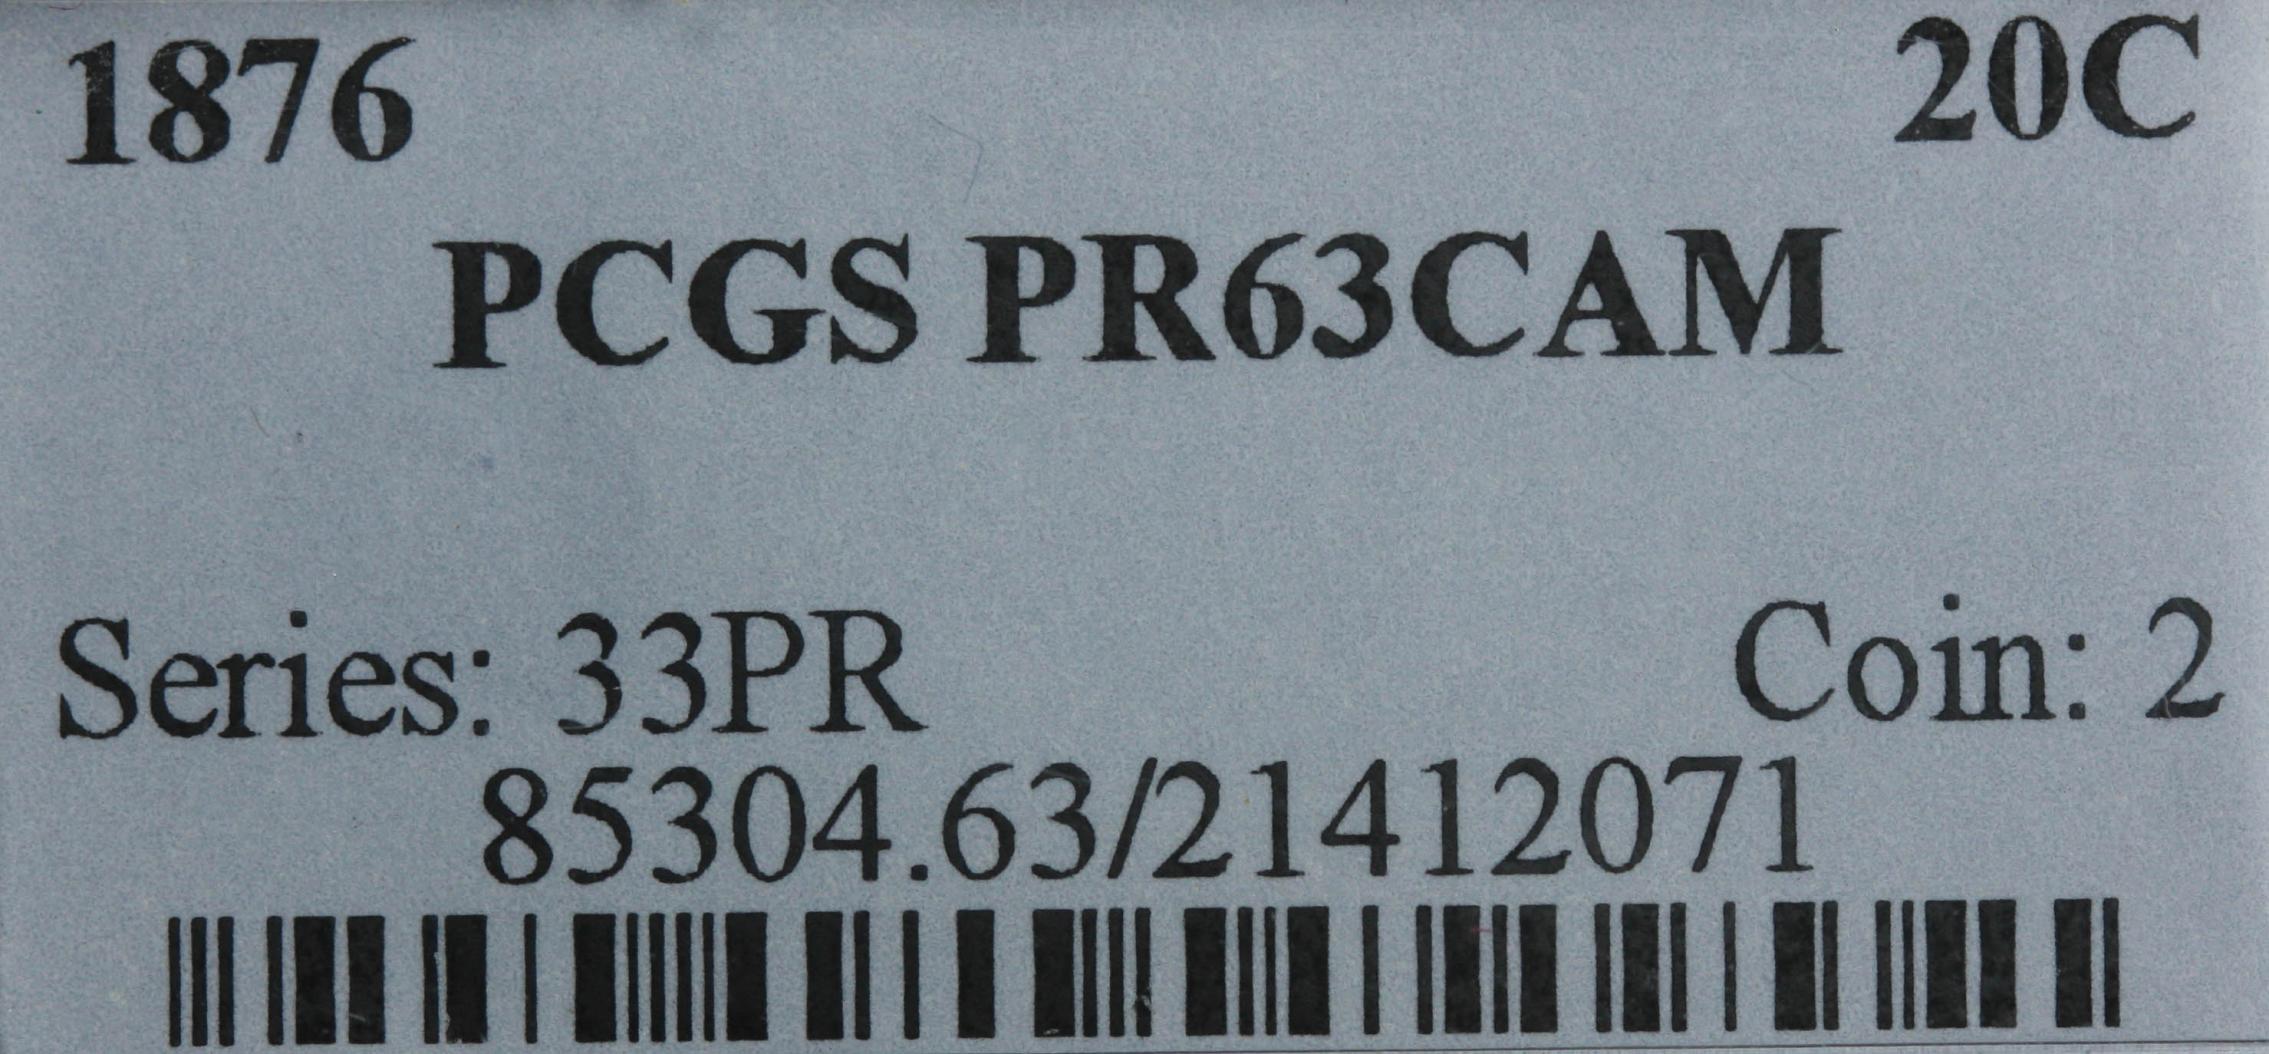 1876 20C
PCGS PR63CAM
Series: 33PR Coin: 2
85304.63/21412071